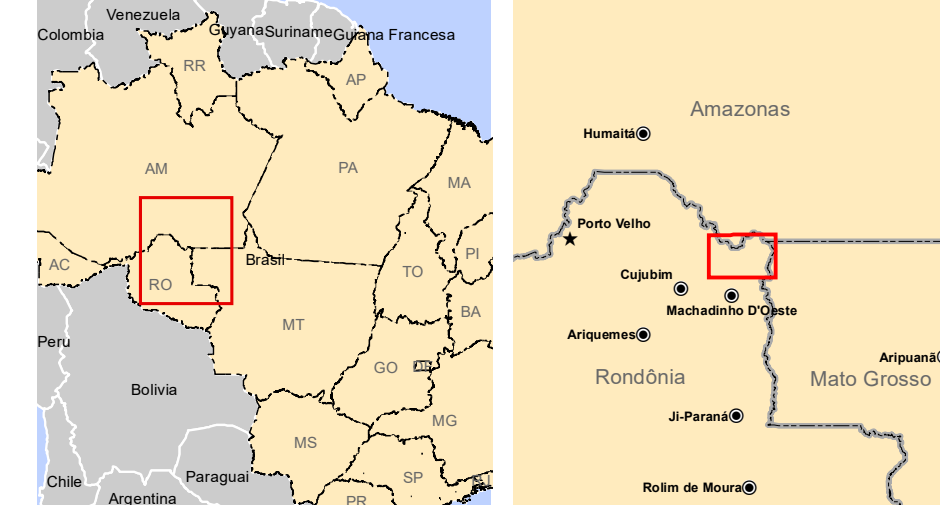 Venezuela
Colombia
Guyana
Suriname
Guiana Francesa
RR
AP
AM
PA
MA
AC
RO
Brasil
TO
PI
BA
MT
Peru
GO
DF
Bolivia
MG
MS
Paraguai
SP
Chile
Argentina
PR
Amazonas
Humaitá
Porto Velho
Cujubim
Machadinho D'Oeste
Ariquemes
Aripuanã
Rondônia
Mato Grosso
Ji-Paraná
Rolim de Moura